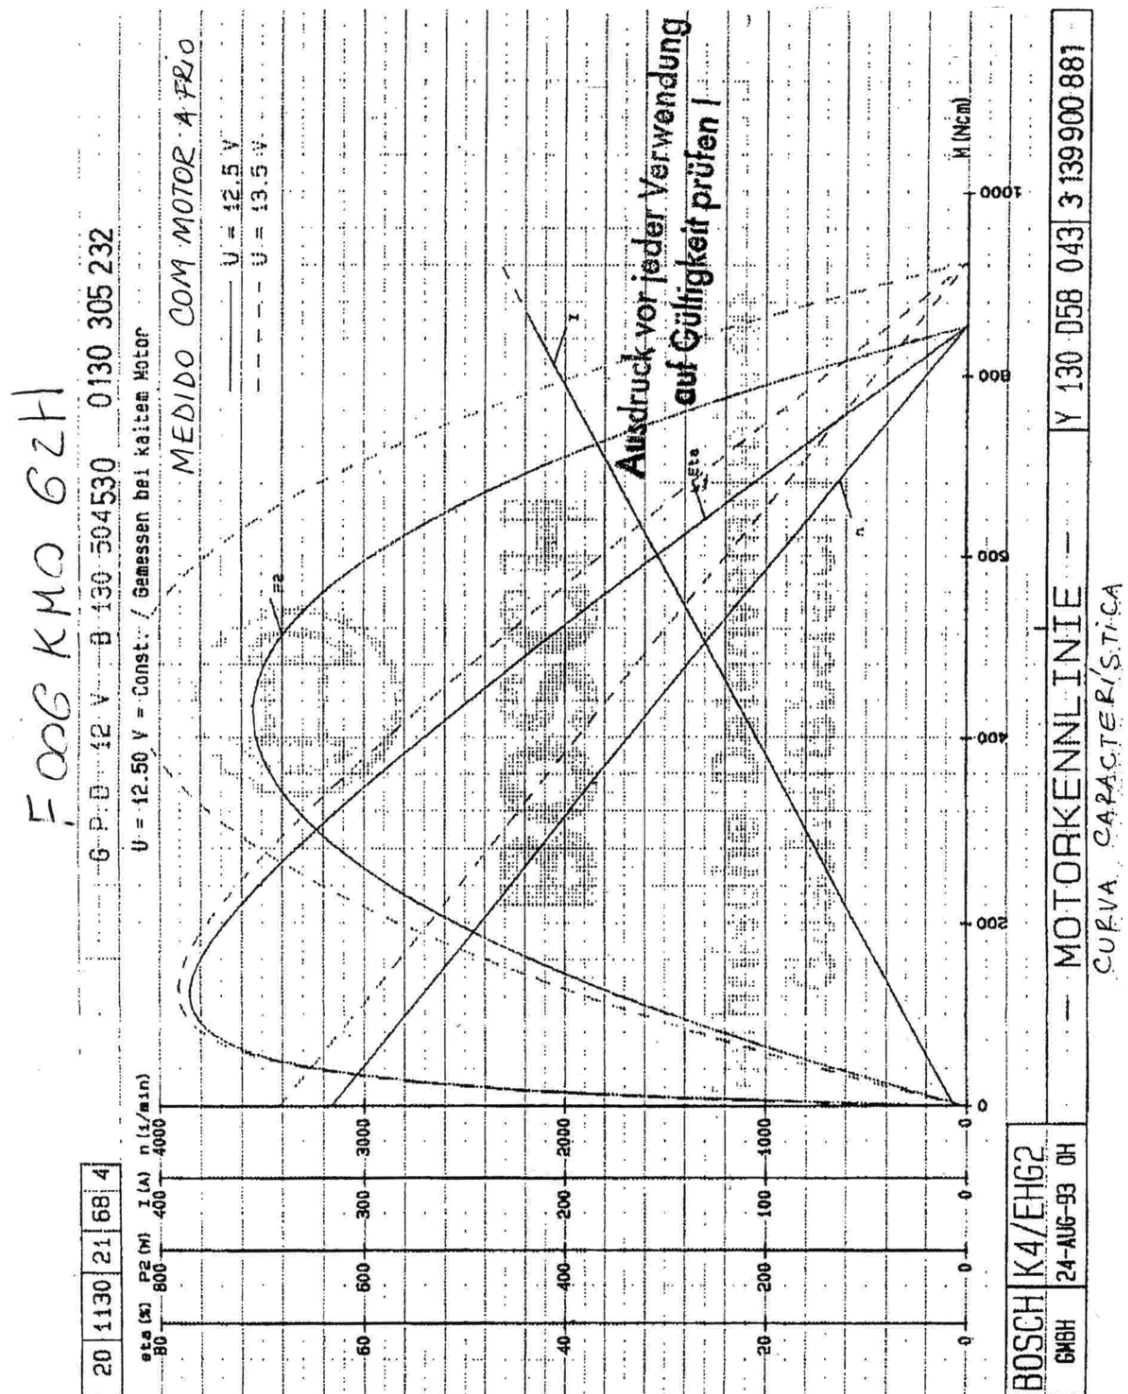 F006 KM0 62H
20 1130 21 68 4
G P D 12 V B 130 504530 0130 305 232
U = 12.50 V = Const. / Gemessen bei kaltem Motor
MEDIDO COM MOTOR A FRIO
U = 12.5 V
U = 13.5 V
eta (%) P2 (W) I (A) n (1/min)
80 800 400 4000
600 300 3000
40 400 200 2000
20 200 100 1000
0 0 0 0
P2
I
Eta
n
Ausdruck vor jeder Verwendung
auf Gültigkeit prüfen !
BOSCH
0 200 400 600 800 1000
M (Ncm)
BOSCH K4/EHG2
GMBH 24-AUG-93 OH
— MOTORKENNLINIE —
Y 130 D58 043 3 139 900 881
CURVA CARACTERÍSTICA